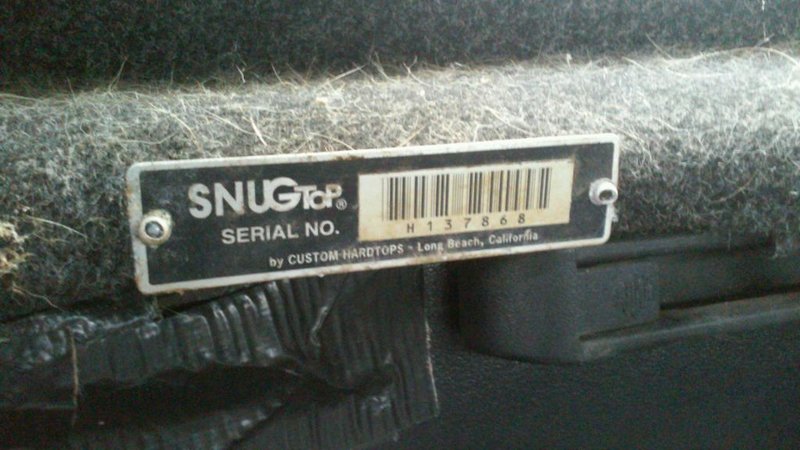 SNUGTOP®
SERIAL NO.
H137868
by CUSTOM HARDTOPS - Long Beach, California